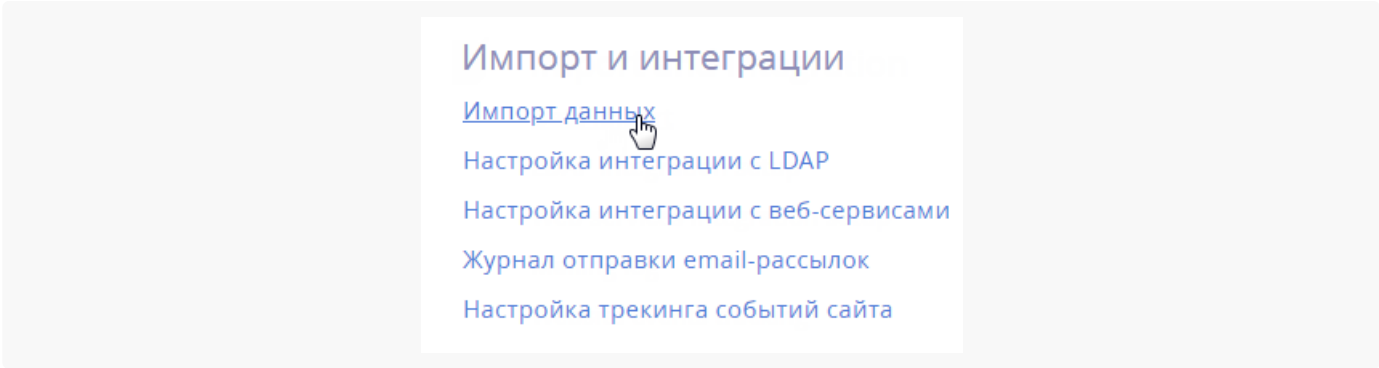 Импорт и интеграции
Импорт данных
Настройка интеграции с LDAP
Настройка интеграции с веб-сервисами
Журнал отправки email-рассылок
Настройка трекинга событий сайта